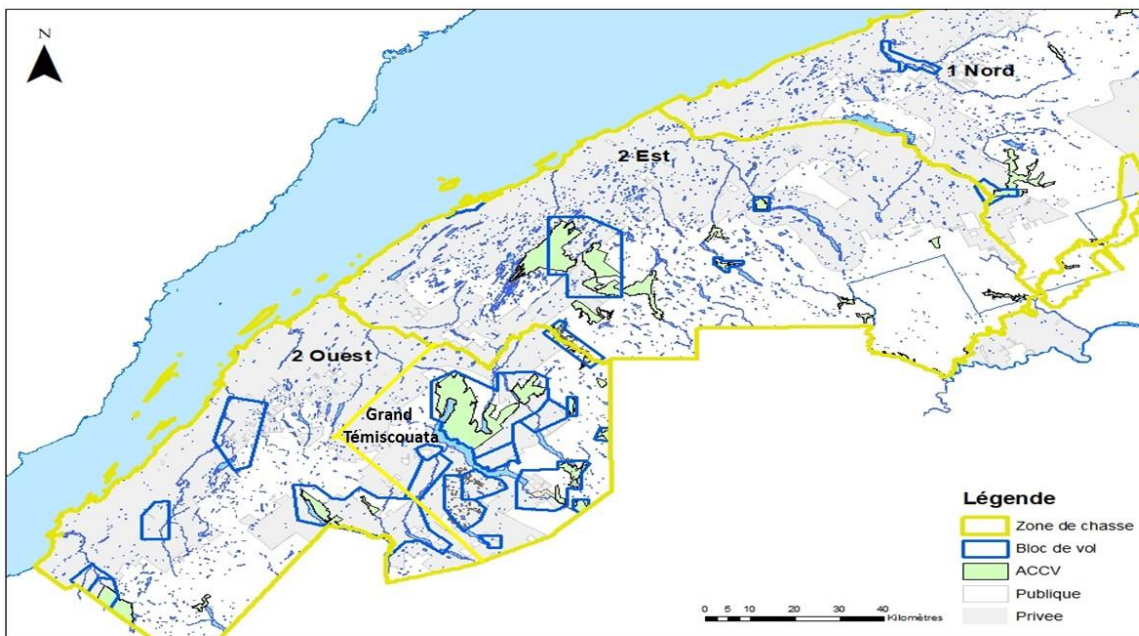 N
1 Nord
2 Est
2 Ouest
Grand
Témiscouata
Légende
Zone de chasse
Bloc de vol
ACCV
Publique
Privee
0 5 10 20 30 40
Kilomètres